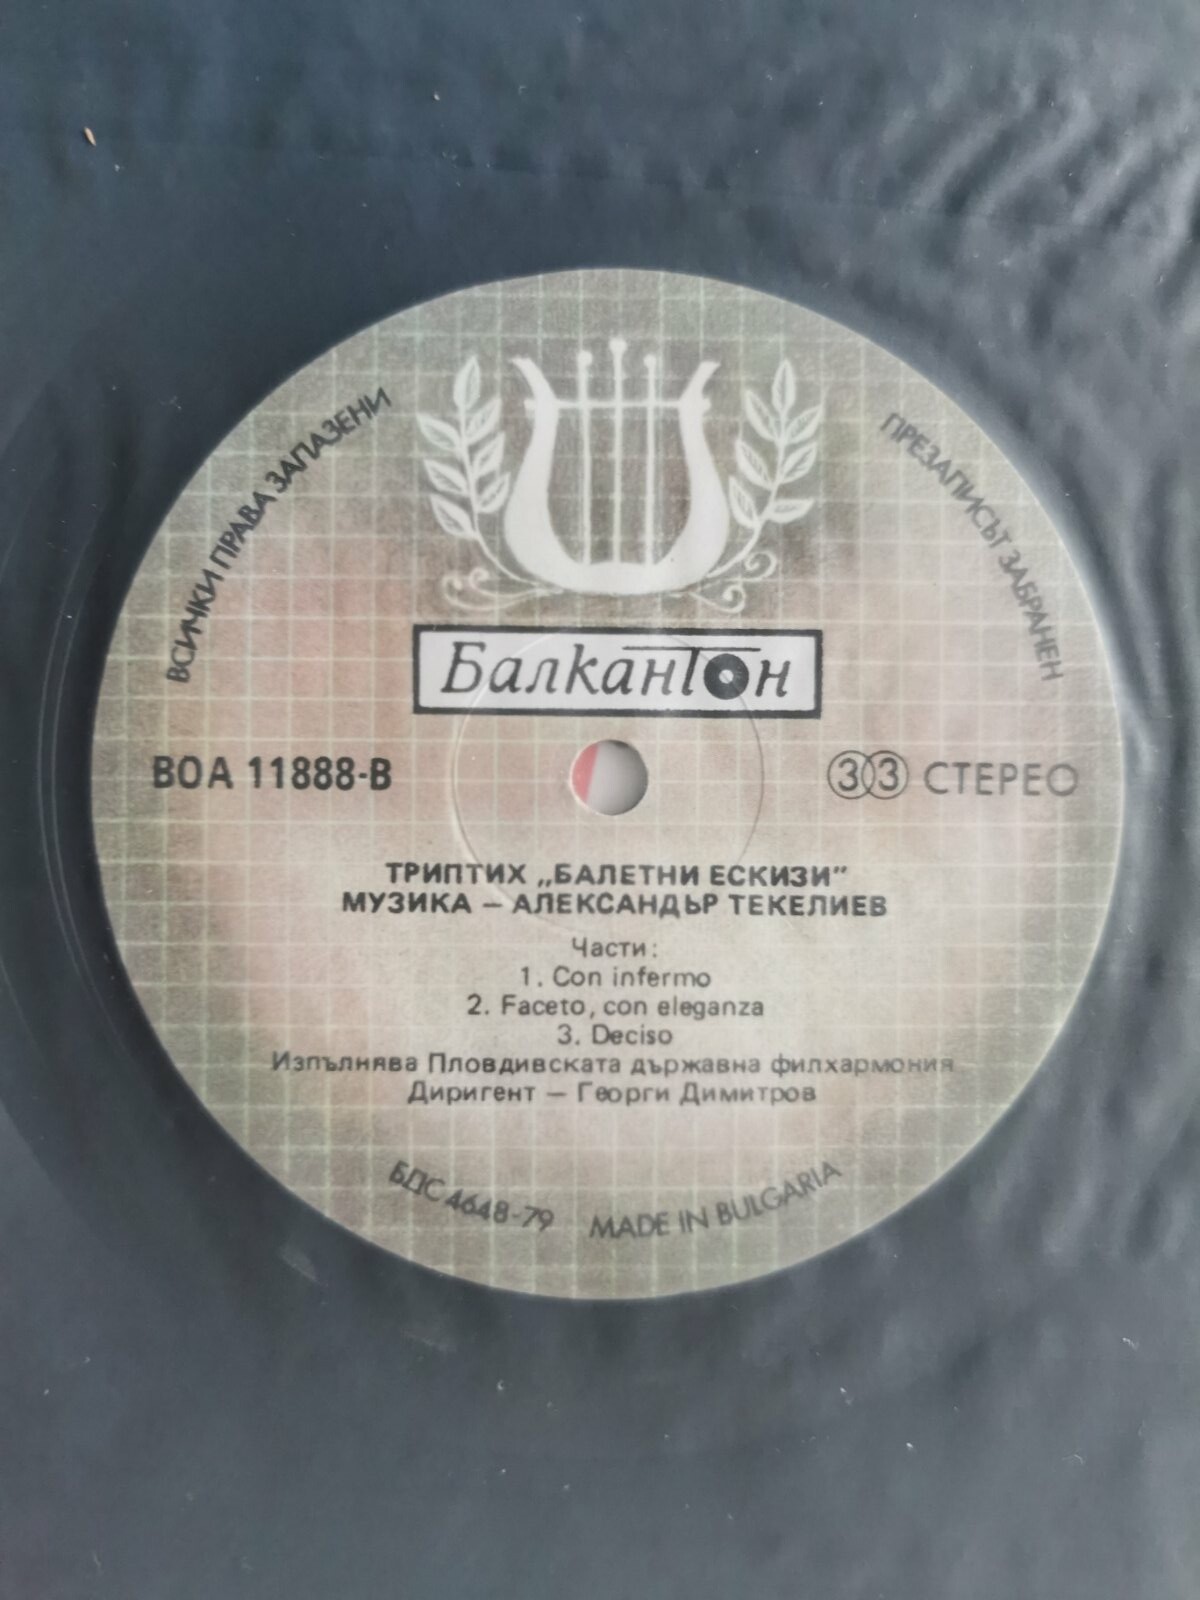 ВСИЧКИ ПРАВА ЗАПАЗЕНИ
ПРЕЗАПИСЪТ ЗАБРАНЕН
Балкантон
ВОА 11888-В
33 СТЕРЕО
ТРИПТИХ „БАЛЕТНИ ЕСКИЗИ”
МУЗИКА – АЛЕКСАНДЪР ТЕКЕЛИЕВ
Части:
1. Con infermo
2. Faceto, con eleganza
3. Deciso
Изпълнява Пловдивската държавна филхармония
Диригент – Георги Димитров
БДС 4648-79
MADE IN BULGARIA